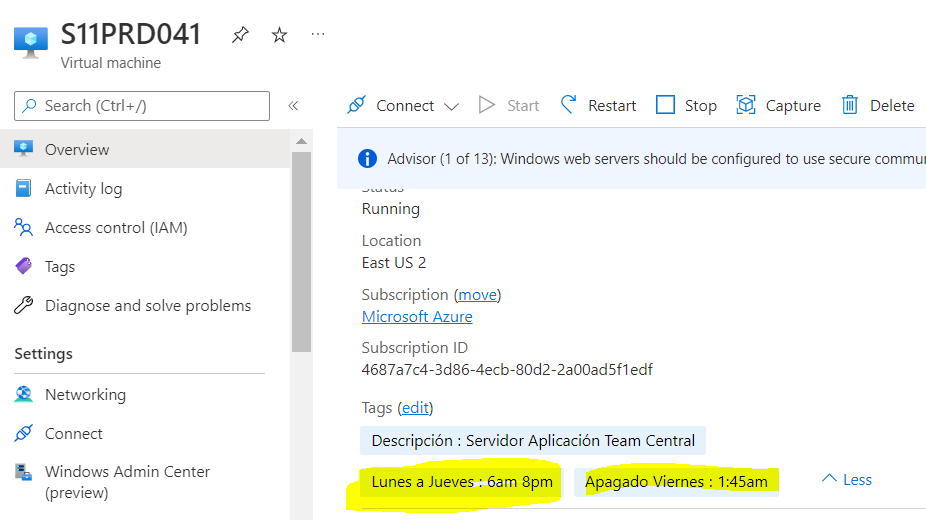 S11PRD041
Virtual machine
Search (Ctrl+/)
Overview
Activity log
Access control (IAM)
Tags
Diagnose and solve problems
Settings
Networking
Connect
Windows Admin Center
(preview)
Connect Start Restart Stop Capture Delete
Advisor (1 of 13): Windows web servers should be configured to use secure commu
Status
Running
Location
East US 2
Subscription (move)
Microsoft Azure
Subscription ID
4687a7c4-3d86-4ecb-80d2-2a00ad5f1edf
Tags (edit)
Descripción : Servidor Aplicación Team Central
Lunes a Jueves : 6am 8pm Apagado Viernes : 1:45am Less